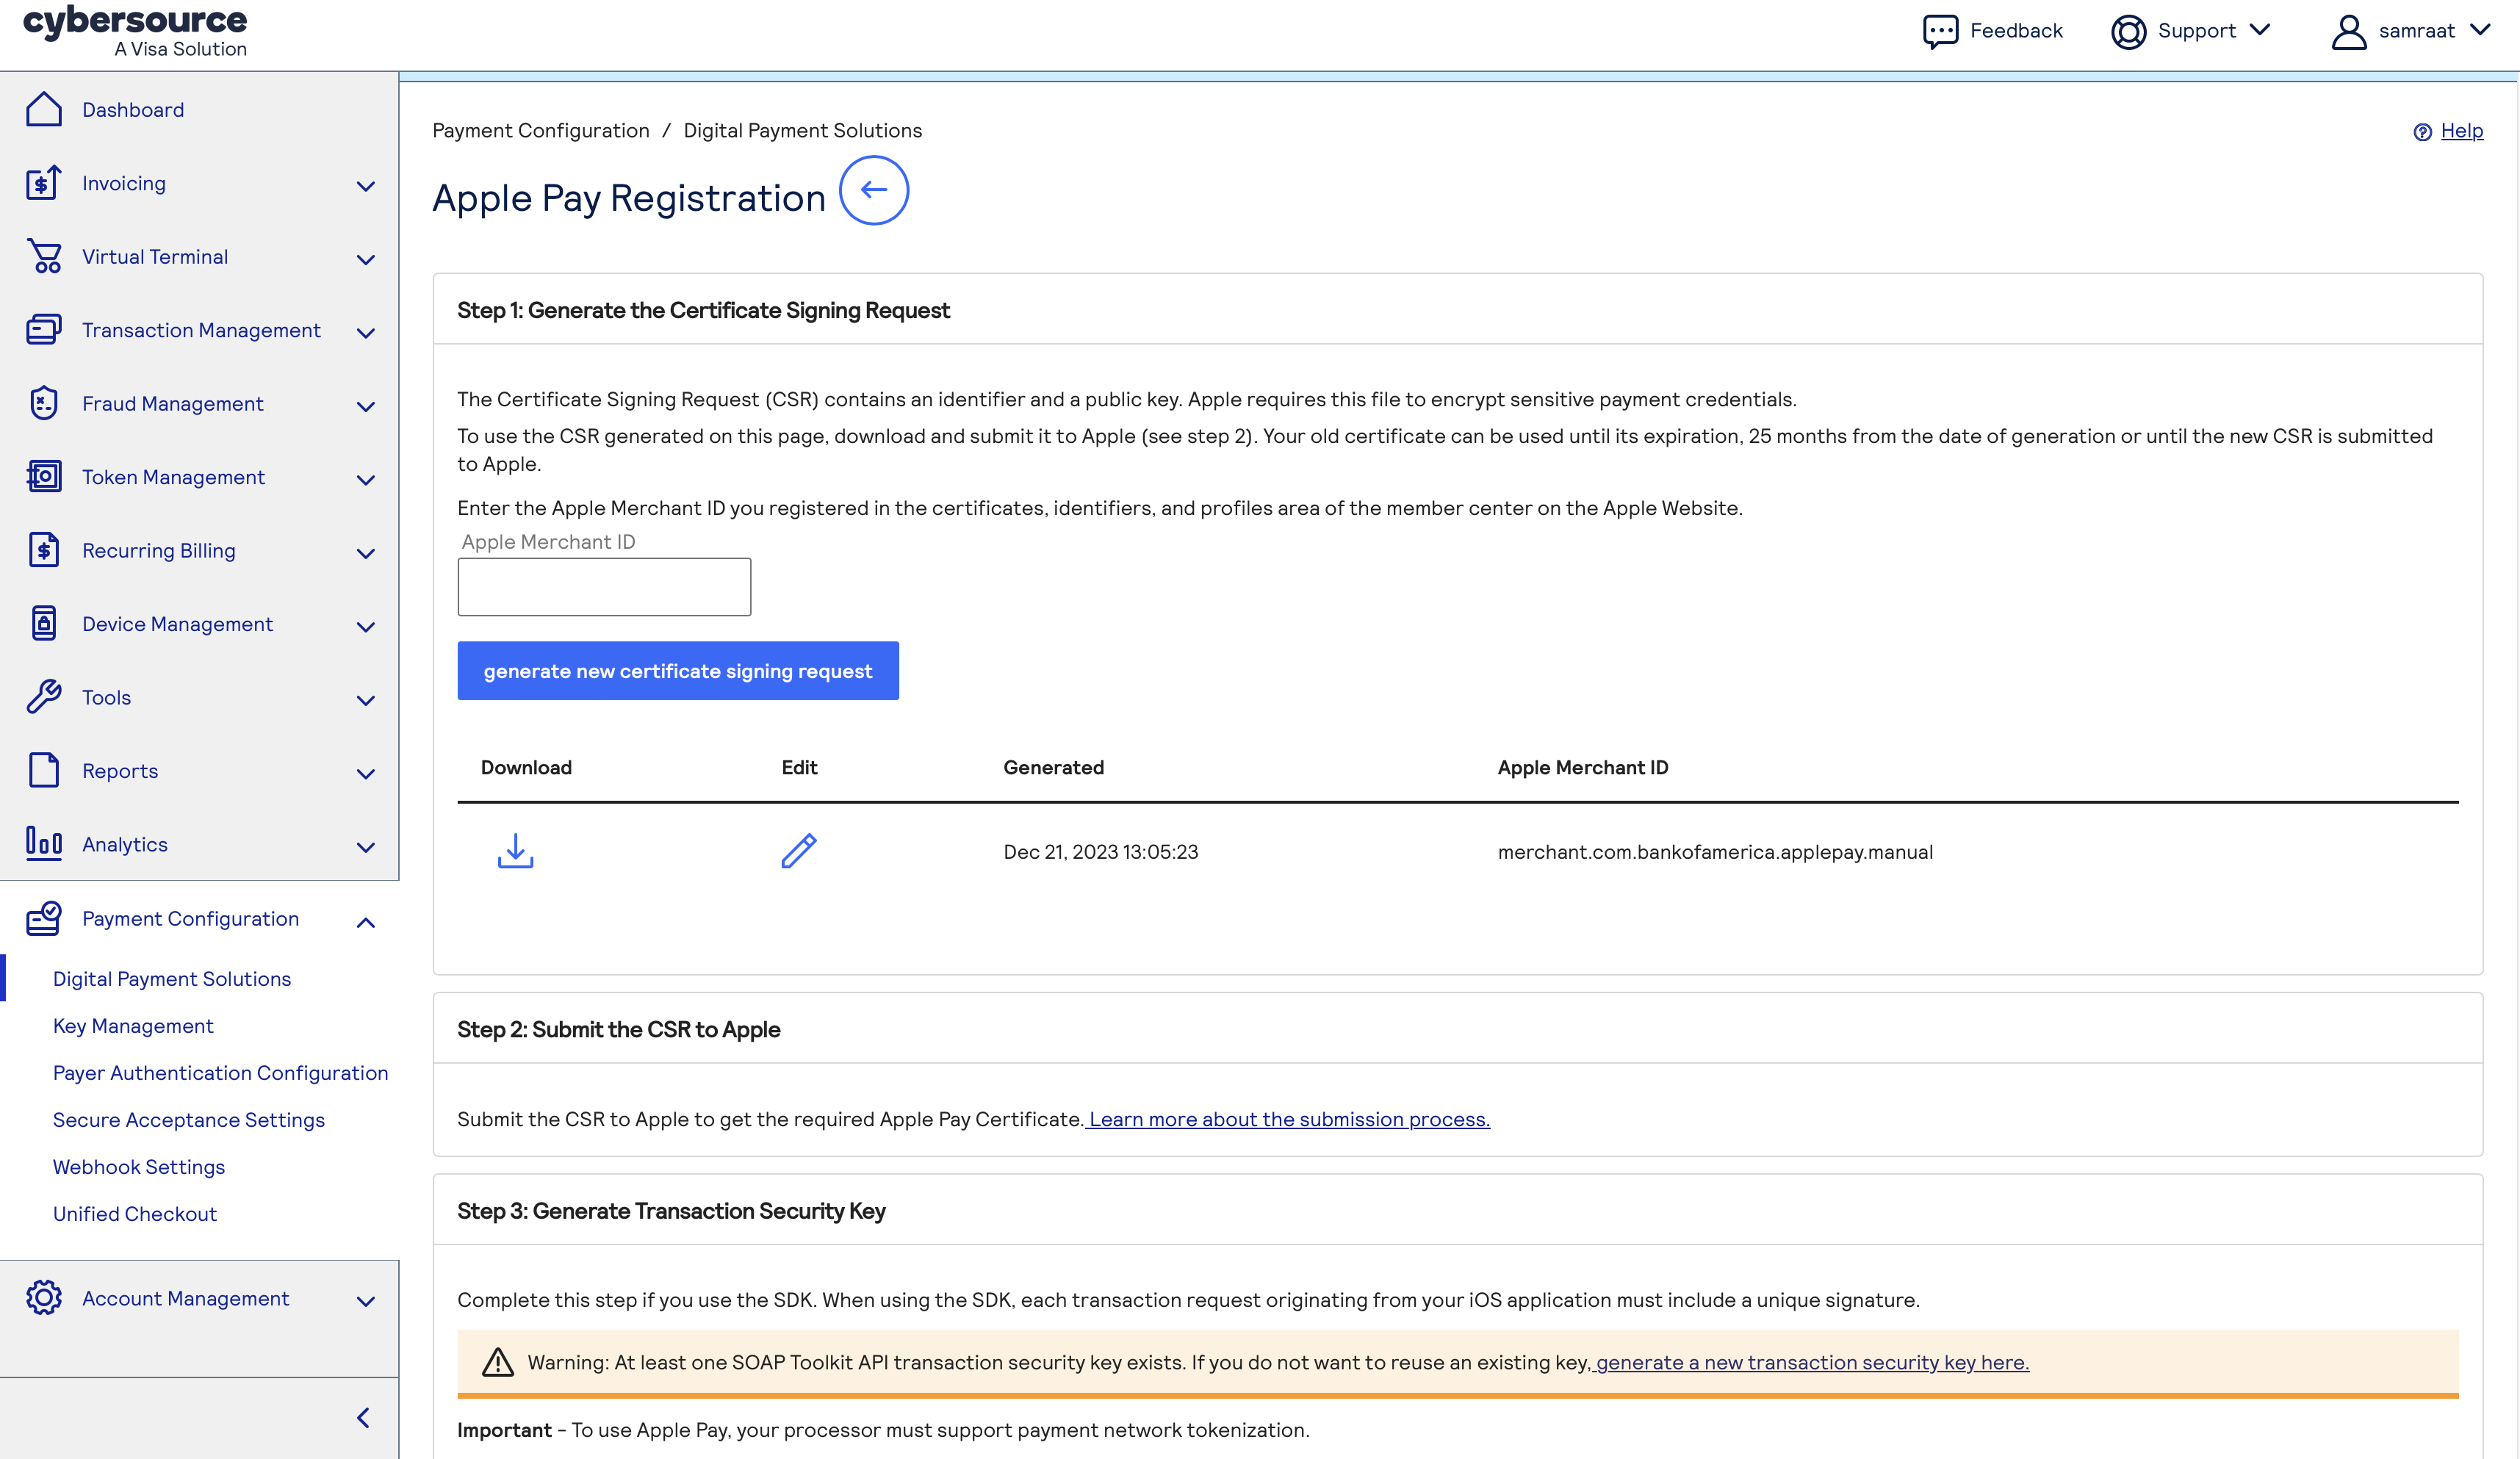 cybersource
A Visa Solution
Feedback
Support
samraat
Dashboard
Invoicing
Virtual Terminal
Transaction Management
Fraud Management
Token Management
Recurring Billing
Device Management
Tools
Reports
Analytics
Payment Configuration
Digital Payment Solutions
Key Management
Payer Authentication Configuration
Secure Acceptance Settings
Webhook Settings
Unified Checkout
Account Management
Payment Configuration / Digital Payment Solutions
Help
Apple Pay Registration
Step 1: Generate the Certificate Signing Request
The Certificate Signing Request (CSR) contains an identifier and a public key. Apple requires this file to encrypt sensitive payment credentials.
To use the CSR generated on this page, download and submit it to Apple (see step 2). Your old certificate can be used until its expiration, 25 months from the date of generation or until the new CSR is submitted
to Apple.
Enter the Apple Merchant ID you registered in the certificates, identifiers, and profiles area of the member center on the Apple Website.
Apple Merchant ID
generate new certificate signing request
Download Edit Generated Apple Merchant ID
Dec 21, 2023 13:05:23 merchant.com.bankofamerica.applepay.manual
Step 2: Submit the CSR to Apple
Submit the CSR to Apple to get the required Apple Pay Certificate. Learn more about the submission process.
Step 3: Generate Transaction Security Key
Complete this step if you use the SDK. When using the SDK, each transaction request originating from your iOS application must include a unique signature.
Warning: At least one SOAP Toolkit API transaction security key exists. If you do not want to reuse an existing key, generate a new transaction security key here.
Important - To use Apple Pay, your processor must support payment network tokenization.